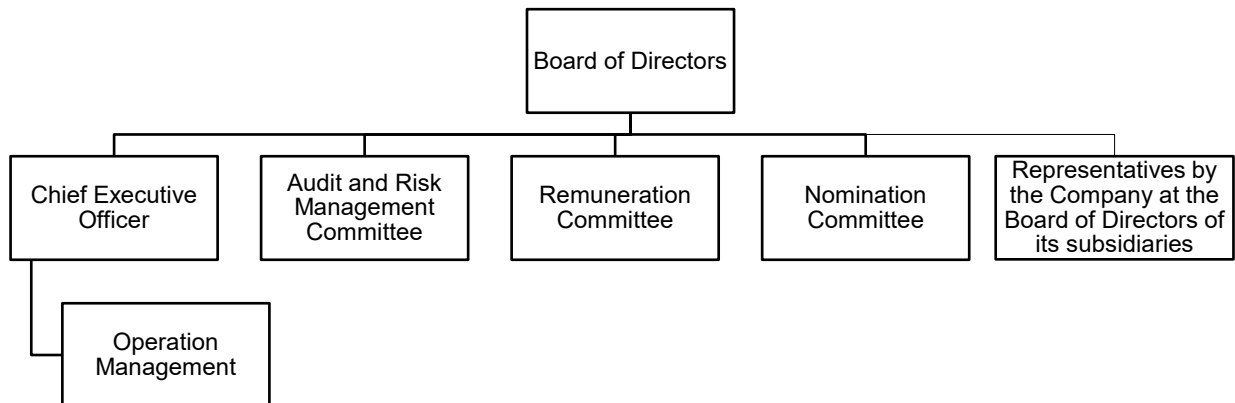 Board of Directors
Chief Executive
Officer
Audit and Risk
Management
Committee
Remuneration
Committee
Nomination
Committee
Representatives by
the Company at the
Board of Directors of
its subsidiaries
Operation
Management